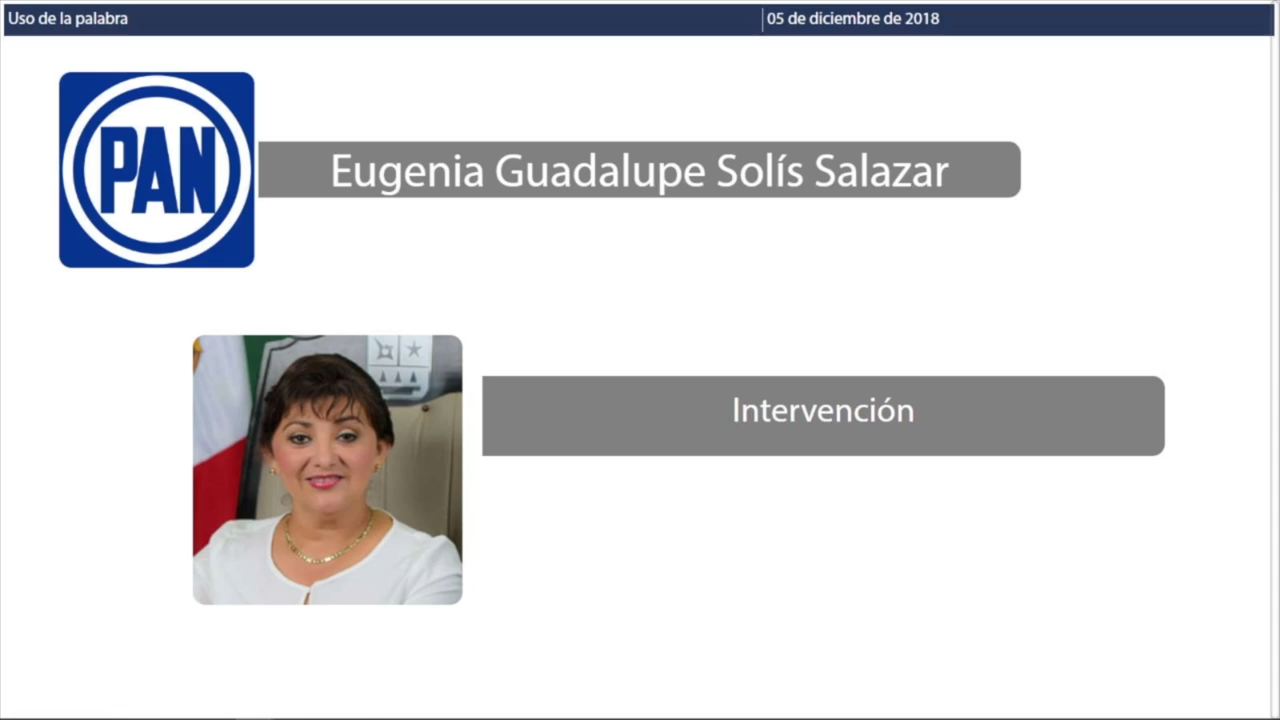 Uso de la palabra
05 de diciembre de 2018
PAN
Eugenia Guadalupe Solís Salazar
Intervención